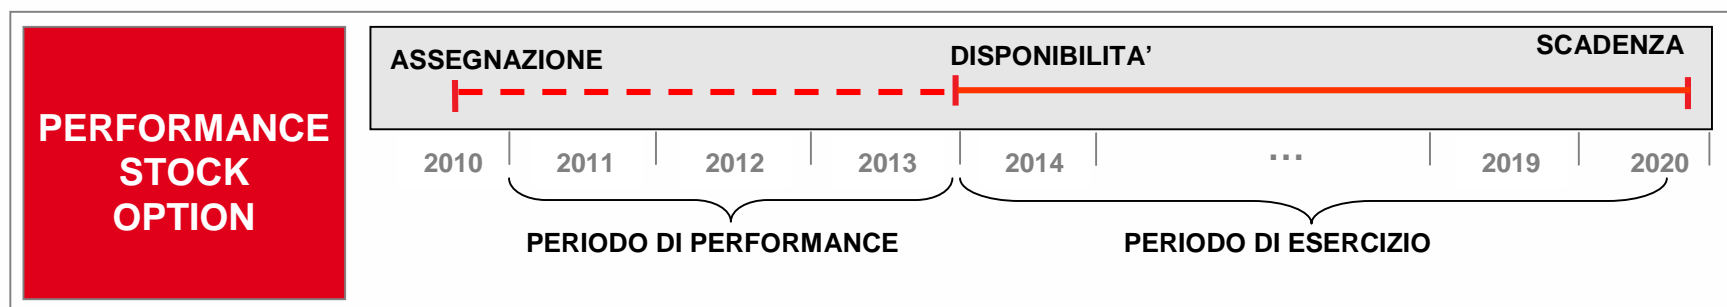 PERFORMANCE
STOCK
OPTION
ASSEGNAZIONE
DISPONIBILITA’
SCADENZA
2010 2011 2012 2013 2014 … 2019 2020
PERIODO DI PERFORMANCE
PERIODO DI ESERCIZIO